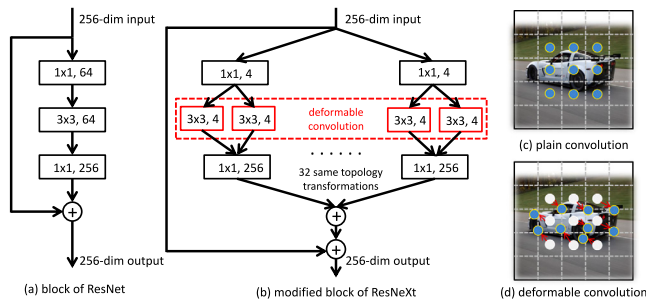 256-dim input
1x1, 64
3x3, 64
1x1, 256
+
256-dim output
(a) block of ResNet
256-dim input
1x1, 4
1x1, 4
3x3, 4
3x3, 4
deformable
convolution
3x3, 4
3x3, 4
1x1, 256
. . . . . .
1x1, 256
32 same topology
transformations
+
+
256-dim output
(b) modified block of ResNeXt
(c) plain convolution
(d) deformable convolution